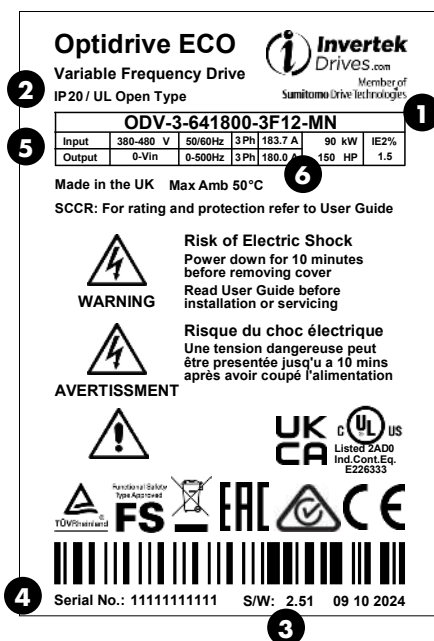 Optidrive ECO
Invertek
Drives.com
Variable Frequency Drive
Member of
Sumitomo Drive Technologies
2
IP20 / UL Open Type
1
ODV-3-641800-3F12-MN
5
Input 380-480 V 50/60Hz 3 Ph 183.7 A 90 kW IE2%
Output 0-Vin 0-500Hz 3 Ph 180.0 A 150 HP 1.5
6
Made in the UK Max Amb 50°C
SCCR: For rating and protection refer to User Guide
Risk of Electric Shock
Power down for 10 minutes
before removing cover
Read User Guide before
installation or servicing
WARNING
Risque du choc électrique
Une tension dangereuse peut
être presentée jusqu'u a 10 mins
après avoir coupé l'alimentation
AVERTISSMENT
UK
CA
C UL US
Listed 2AD0
Ind.Cont.Eq.
E226333
TÜVRheinland
Functional Safety
Type Approved
FS
EAC
CE
4
Serial No.: 11111111111 S/W: 2.51 09 10 2024
3